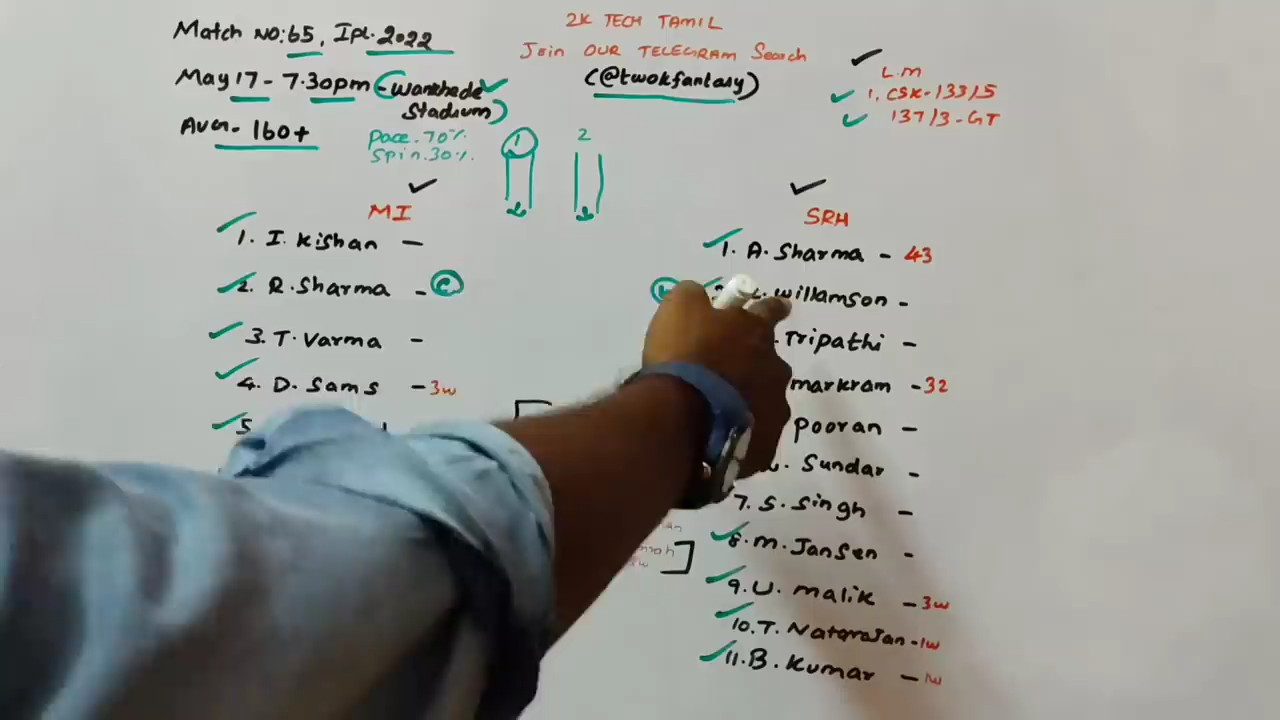 Match NO:65, Ipl.2022
May 17 - 7.30pm - (Wankhade
Stadium)
Avg - 160+
Pace.70%
Spin.30%
1
2
2K TECH TAMIL
Join OUR TELEGRAM Search
(@twokfantasy)
L.M
1. CSK-133/5
137/3-GT
MI
1. I. Kishan -
2. R. Sharma - C
3. T. Varma -
4. D. Sams - 3w
5.
SRH
1. A. Sharma - 43
Willamson -
Tripathi -
markram - 32
Pooran -
Sundar -
7. S. Singh -
8. M. Jansen -
9. U. Malik - 3w
10. T. Natarajan - 1w
11. B. Kumar - 1w